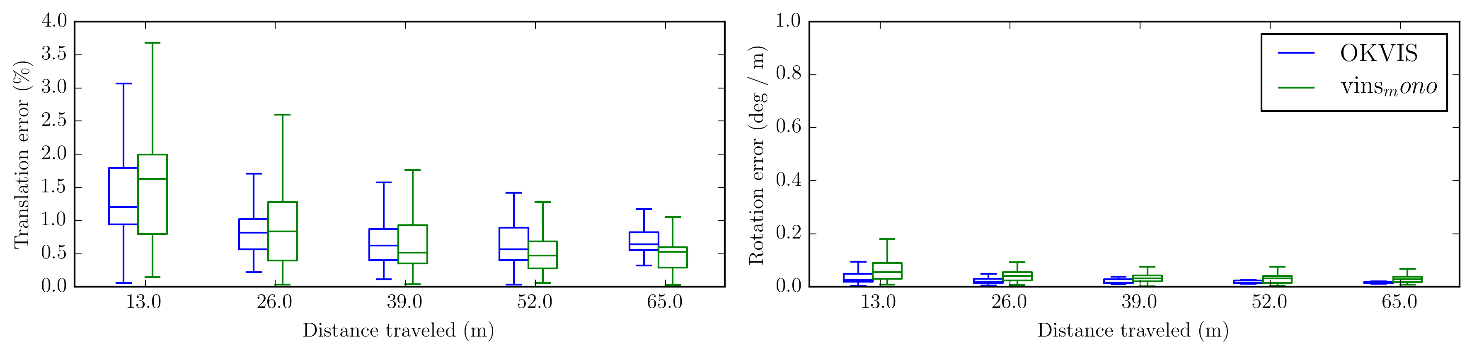 4.0
3.5
3.0
2.5
2.0
1.5
1.0
0.5
0.0
Translation error (%)
13.0 26.0 39.0 52.0 65.0
Distance traveled (m)
1.0
0.8
0.6
0.4
0.2
0.0
Rotation error (deg / m)
OKVIS
vinsₘono
13.0 26.0 39.0 52.0 65.0
Distance traveled (m)